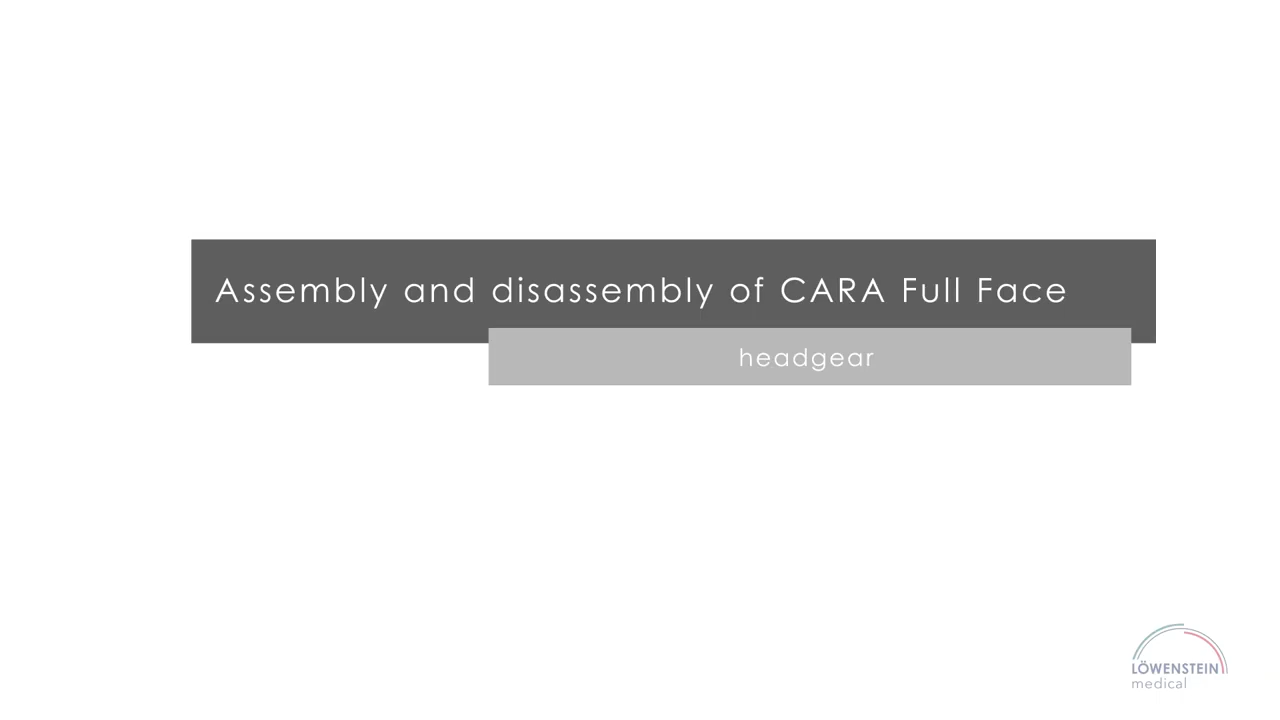 Assembly and disassembly of CARA Full Face
headgear
LÖWENSTEIN
medical